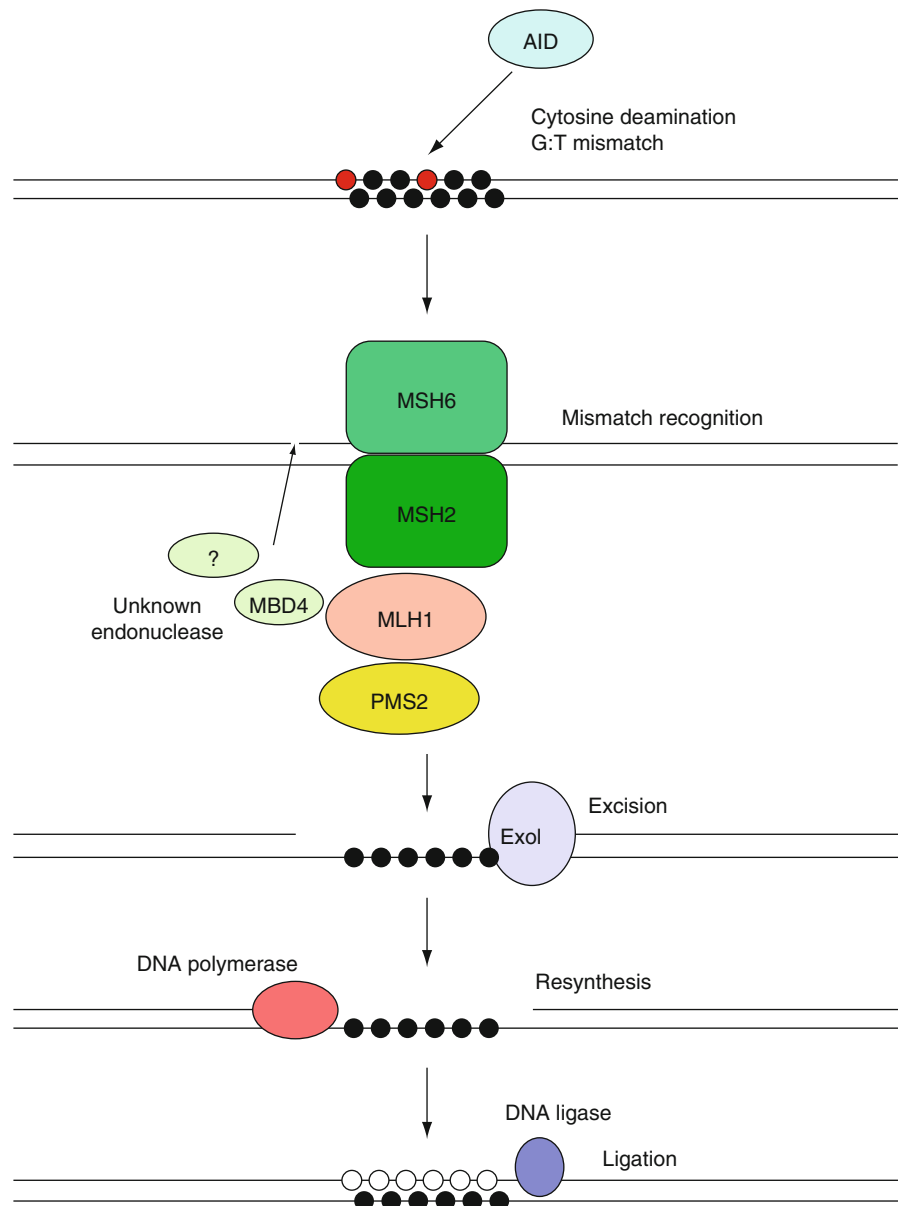 AID
Cytosine deamination
G:T mismatch
MSH6
Mismatch recognition
MSH2
?
MBD4
Unknown
endonuclease
MLH1
PMS2
Excision
ExoI
DNA polymerase
Resynthesis
DNA ligase
Ligation